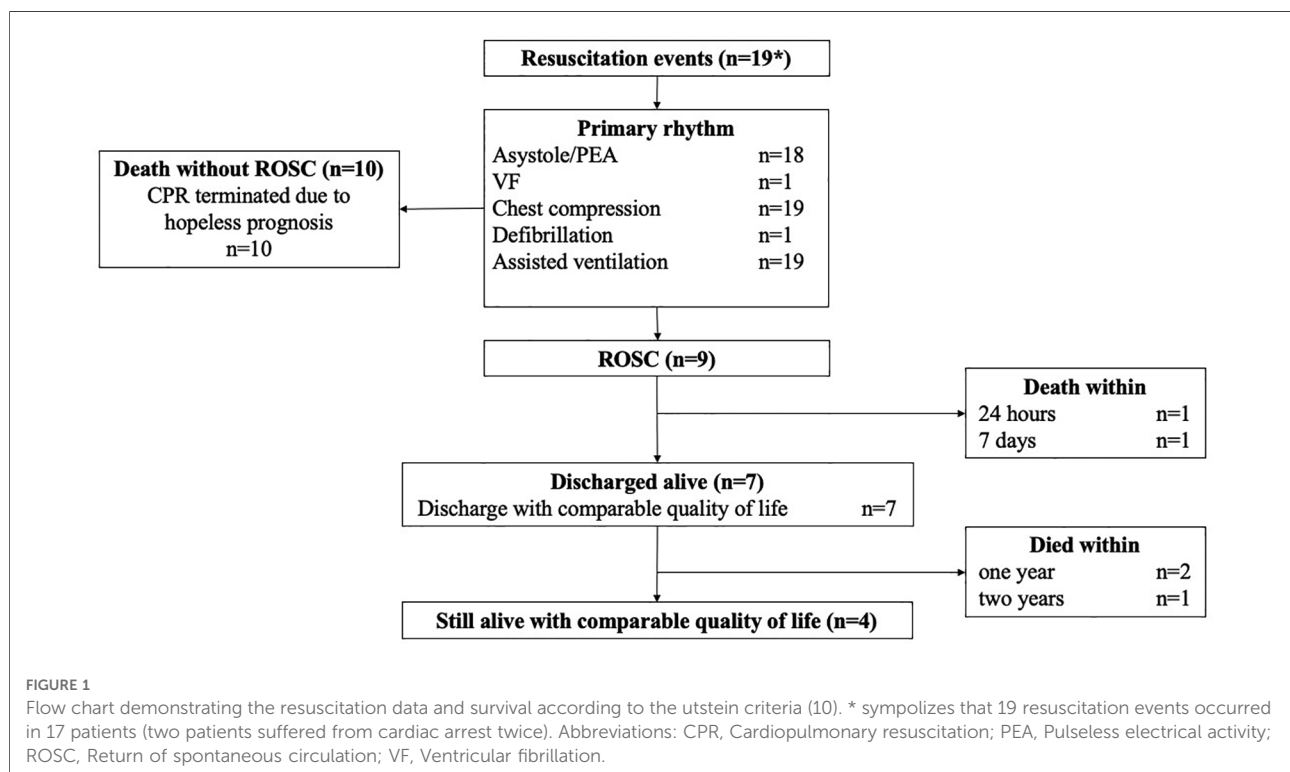 Resuscitation events (n=19*)
Primary rhythm
Asystole/PEA n=18
VF n=1
Chest compression n=19
Defibrillation n=1
Assisted ventilation n=19
Death without ROSC (n=10)
CPR terminated due to
hopeless prognosis
n=10
ROSC (n=9)
Death within
24 hours n=1
7 days n=1
Discharged alive (n=7)
Discharge with comparable quality of life n=7
Died within
one year n=2
two years n=1
Still alive with comparable quality of life (n=4)
FIGURE 1
Flow chart demonstrating the resuscitation data and survival according to the utstein criteria (10). * sympolizes that 19 resuscitation events occurred
in 17 patients (two patients suffered from cardiac arrest twice). Abbreviations: CPR, Cardiopulmonary resuscitation; PEA, Pulseless electrical activity;
ROSC, Return of spontaneous circulation; VF, Ventricular fibrillation.